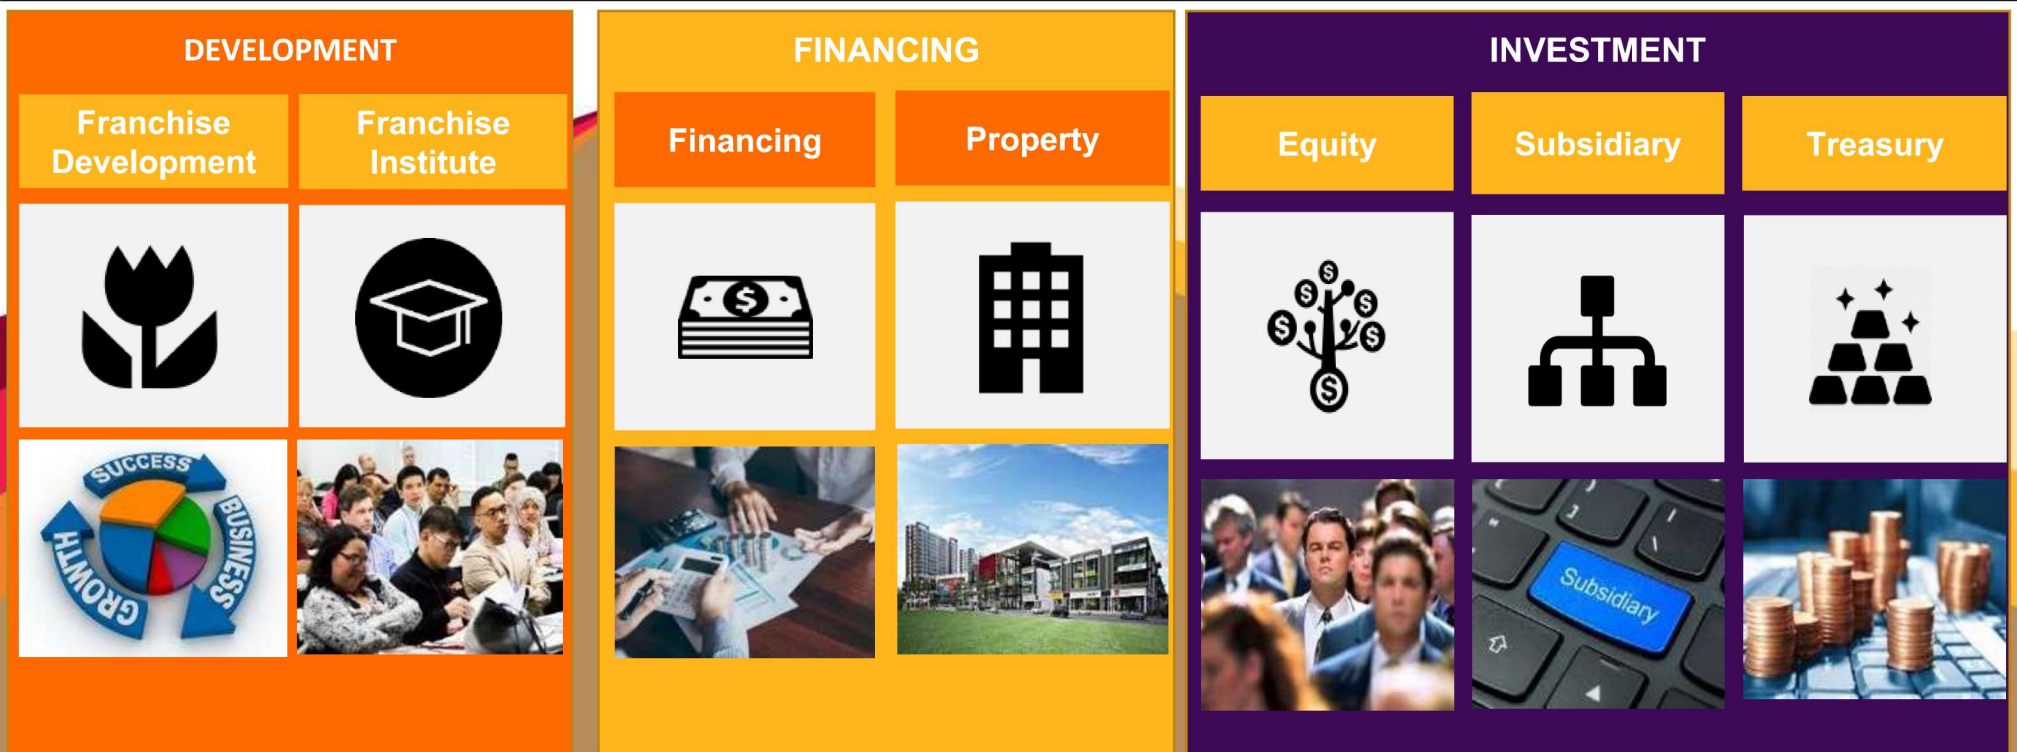 DEVELOPMENT
Franchise
Development
Franchise
Institute
SUCCESS
BUSINESS
GROWTH
FINANCING
Financing
Property
$
INVESTMENT
Equity
Subsidiary
Treasury
$
$
$
$
$
$
Subsidiary